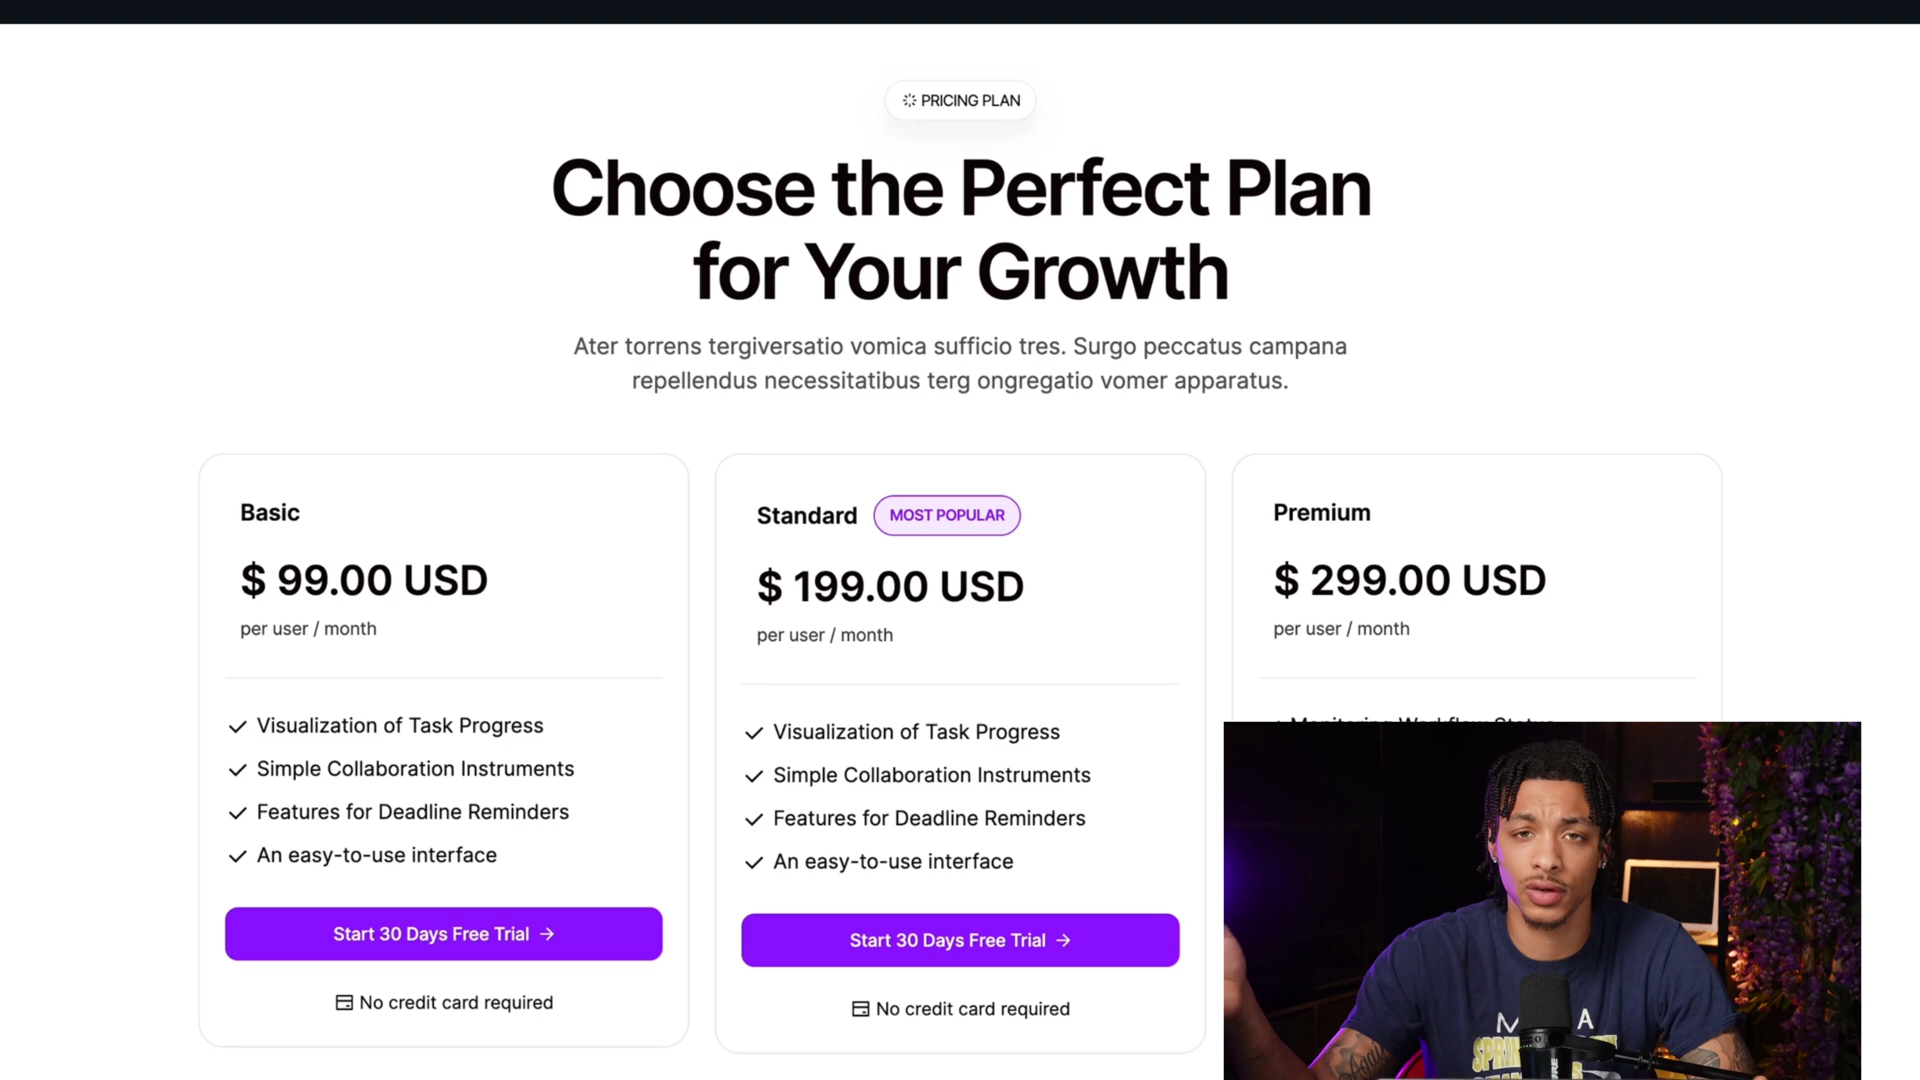 PRICING PLAN
Choose the Perfect Plan
for Your Growth
Ater torrens tergiversatio vomica sufficio tres. Surgo peccatus campana
repellendus necessitatibus terg ongregatio vomer apparatus.
Basic
$ 99.00 USD
per user / month
Visualization of Task Progress
Simple Collaboration Instruments
Features for Deadline Reminders
An easy-to-use interface
Start 30 Days Free Trial →
No credit card required
Standard MOST POPULAR
$ 199.00 USD
per user / month
Visualization of Task Progress
Simple Collaboration Instruments
Features for Deadline Reminders
An easy-to-use interface
Start 30 Days Free Trial →
No credit card required
Premium
$ 299.00 USD
per user / month
Monitoring Workflow Status